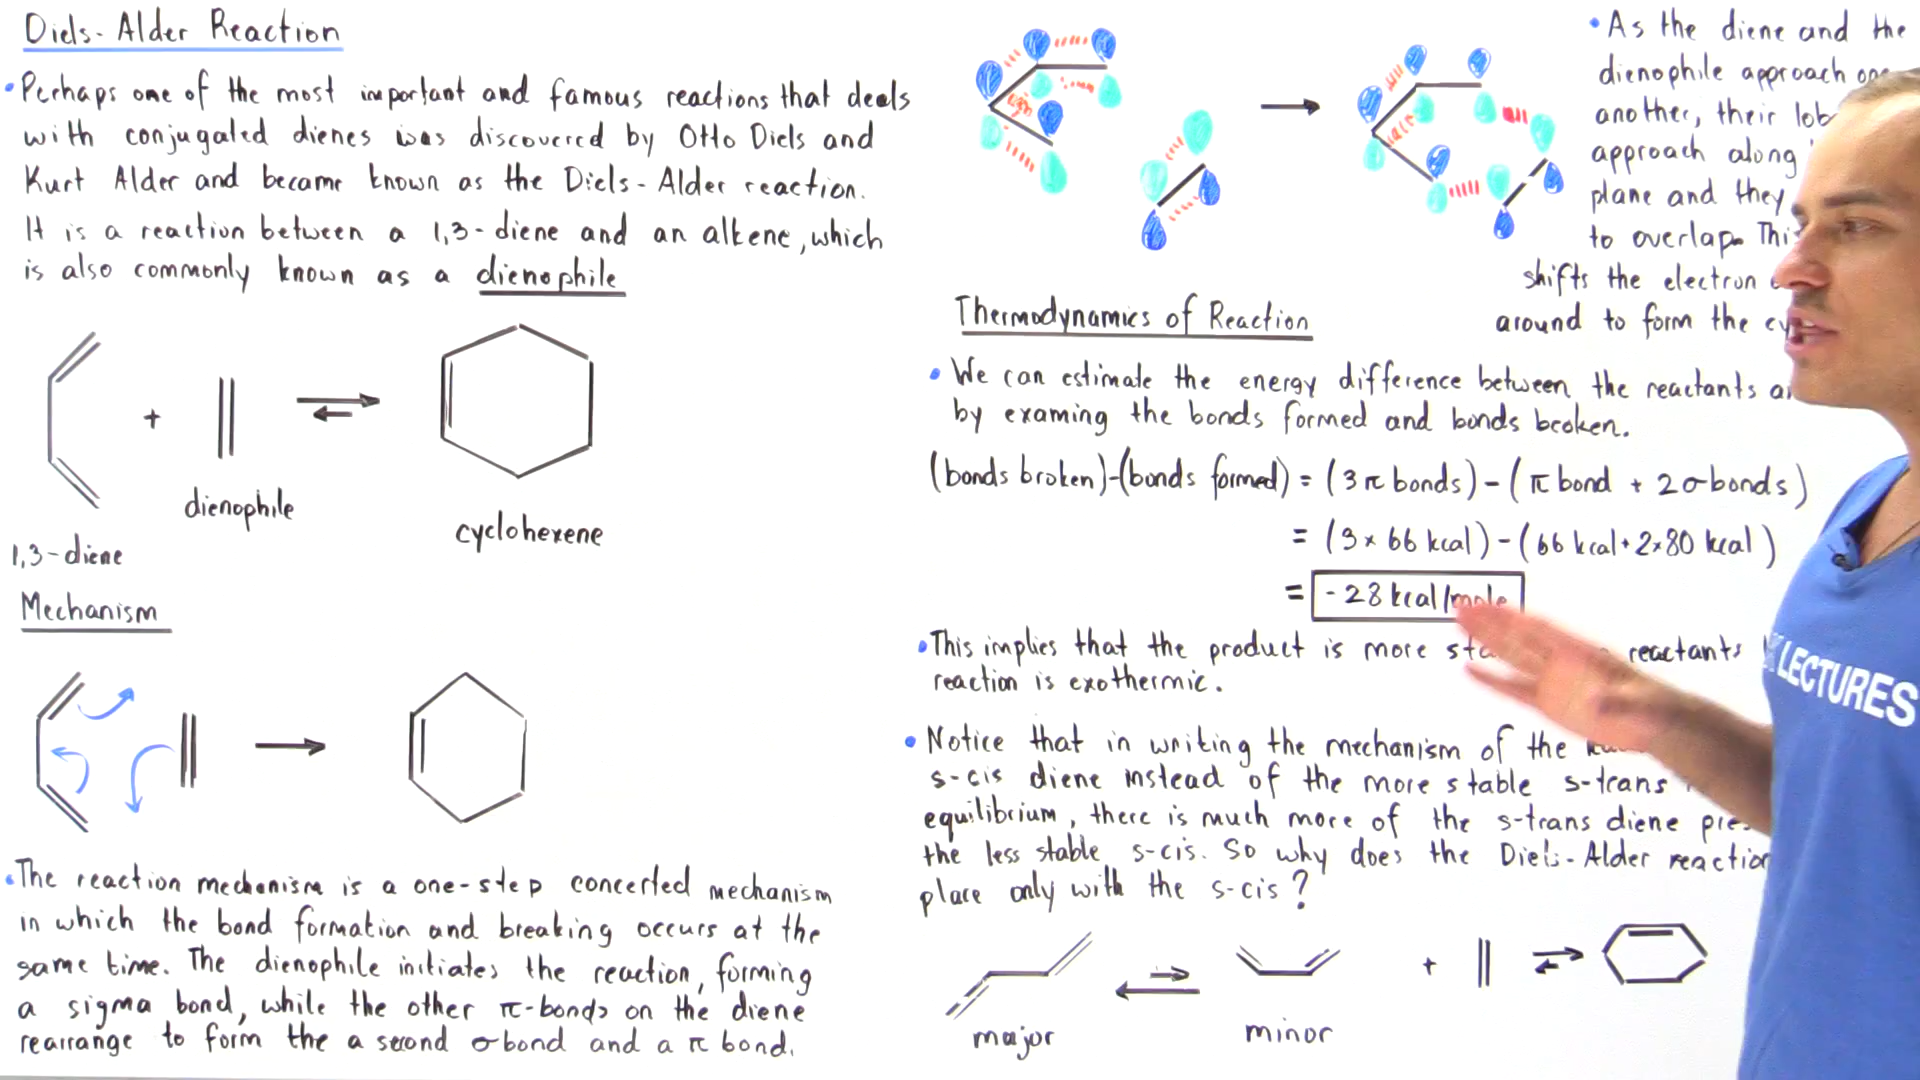 Diels-Alder Reaction
• Perhaps one of the most important and famous reactions that deals
with conjugated dienes was discovered by Otto Diels and
Kurt Alder and became known as the Diels-Alder reaction.
It is a reaction between a 1,3-diene and an alkene, which
is also commonly known as a dienophile
+
dienophile
cyclohexene
1,3-diene
Mechanism
• The reaction mechanism is a one-step concerted mechanism
in which the bond formation and breaking occurs at the
same time. The dienophile initiates the reaction, forming
a sigma bond, while the other π-bonds on the diene
rearrange to form the a second σ bond and a π bond.
• As the diene and the
dienophile approach one
another, their lob
approach along
plane and they
to overlap. Thi
shifts the electron
around to form the cy
Thermodynamics of Reaction
• We can estimate the energy difference between the reactants a
by examing the bonds formed and bonds broken.
(bonds broken)-(bonds formed) = (3π bonds) - (π bond + 2σ-bonds)
= (3 × 66 kcal) - (66 kcal + 2×80 kcal)
= -28 kcal/mole
• This implies that the product is more sta reactants
reaction is exothermic.
• Notice that in writing the mechanism of the
s-cis diene instead of the more stable s-trans
equilibrium, there is much more of the s-trans diene pres
the less stable s-cis. So why does the Diels-Alder reaction
place only with the s-cis?
+
major
minor
LECTURES